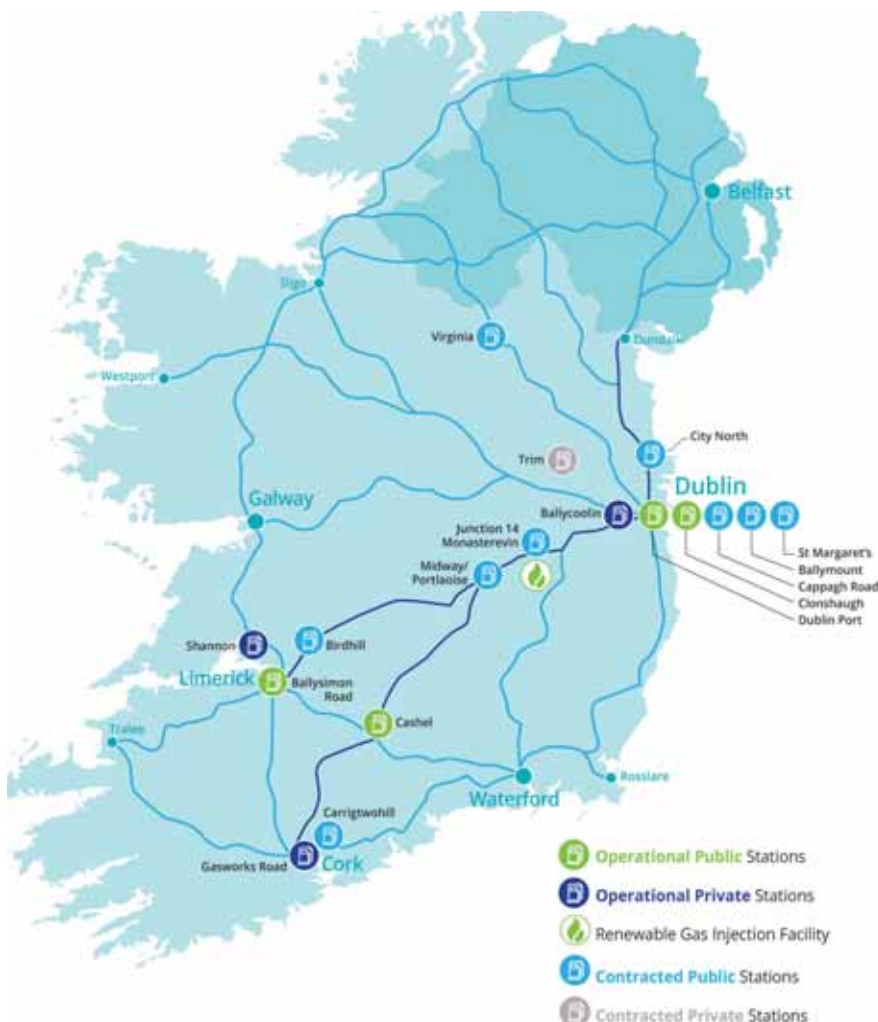 Belfast
Sligo
Dundalk
Virginia
Westport
City North
Trim
Dublin
Ballycoolin
Galway
Junction 14
Monasterevin
St Margaret's
Ballymount
Cappagh Road
Clonshaugh
Dublin Port
Midway/
Portlaoise
Shannon
Birdhill
Limerick
Ballysimon
Road
Cashel
Tralee
Rosslare
Waterford
Carrigtwohill
Gasworks Road
Cork
Operational Public Stations
Operational Private Stations
Renewable Gas Injection Facility
Contracted Public Stations
Contracted Private Stations